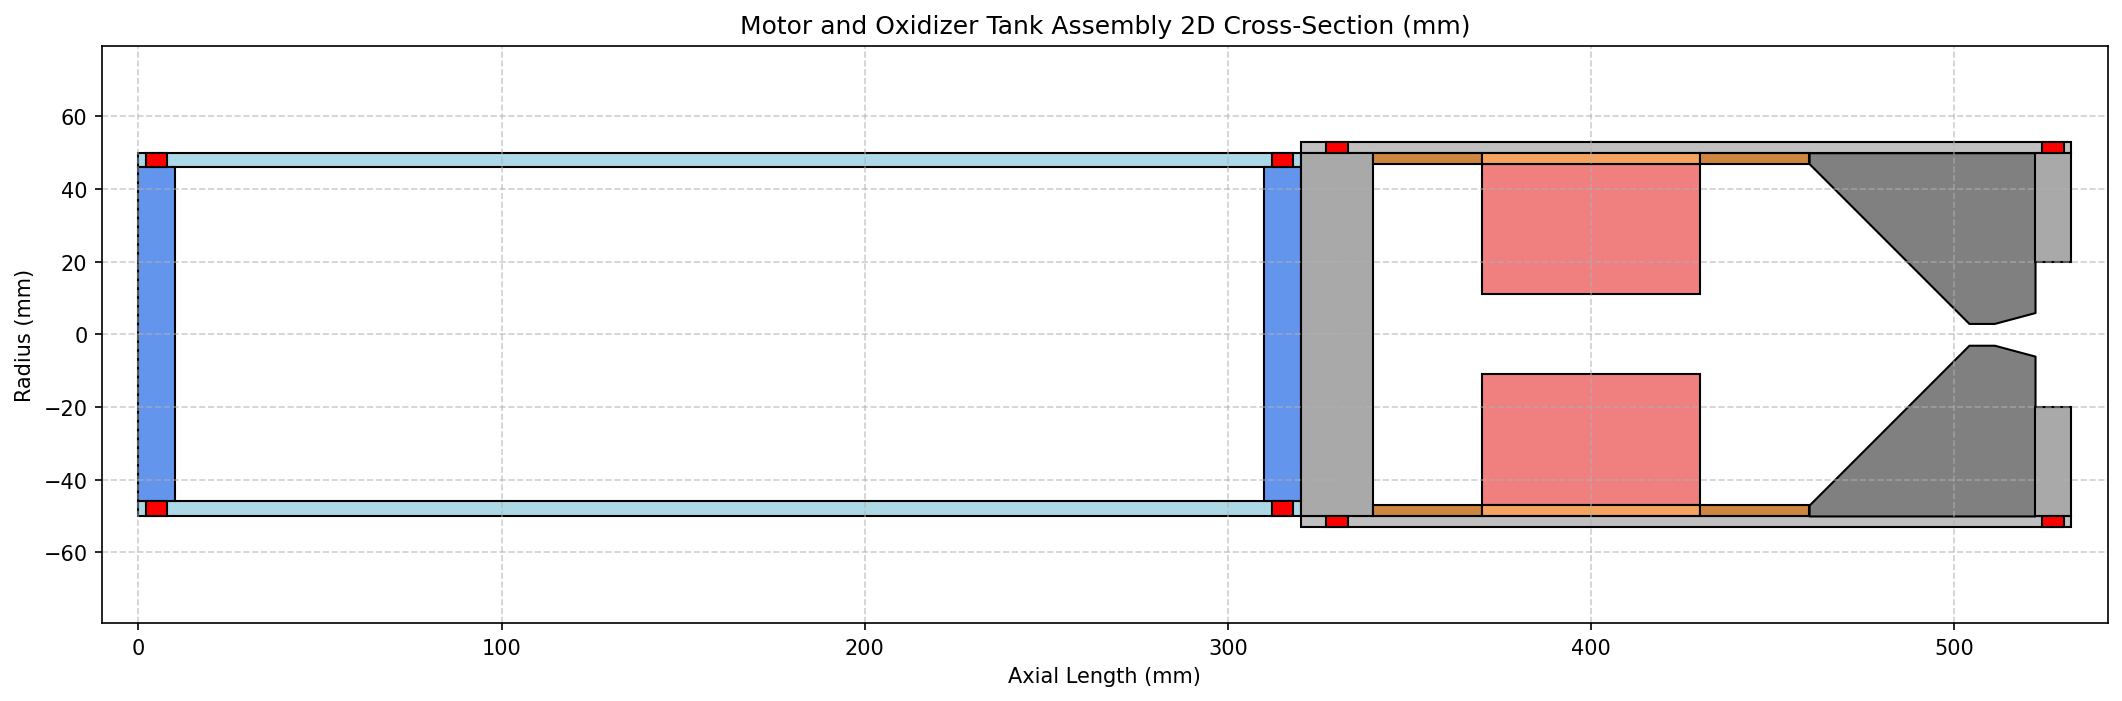 Motor and Oxidizer Tank Assembly 2D Cross-Section (mm)
Radius (mm)
60
40
20
0
−20
−40
−60
0 100 200 300 400 500
Axial Length (mm)